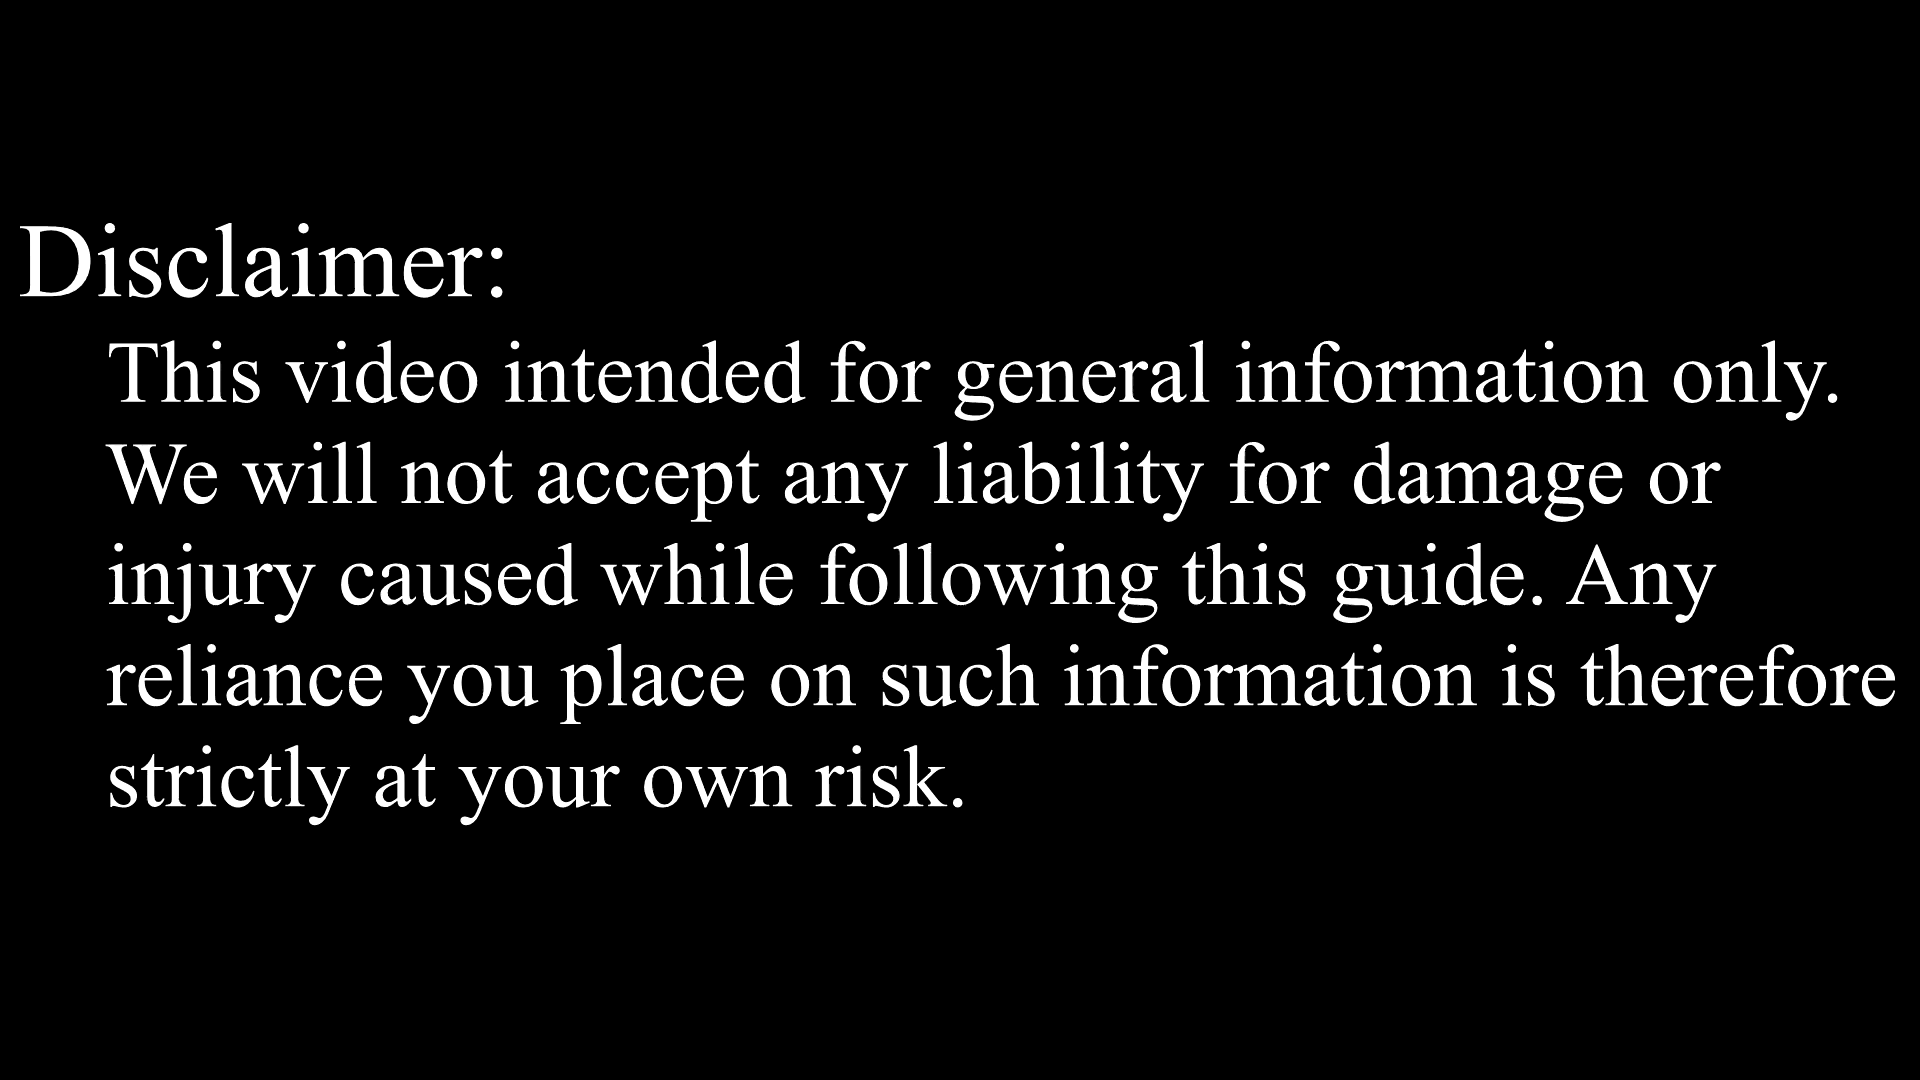 Disclaimer:
This video intended for general information only.
We will not accept any liability for damage or
injury caused while following this guide. Any
reliance you place on such information is therefore
strictly at your own risk.